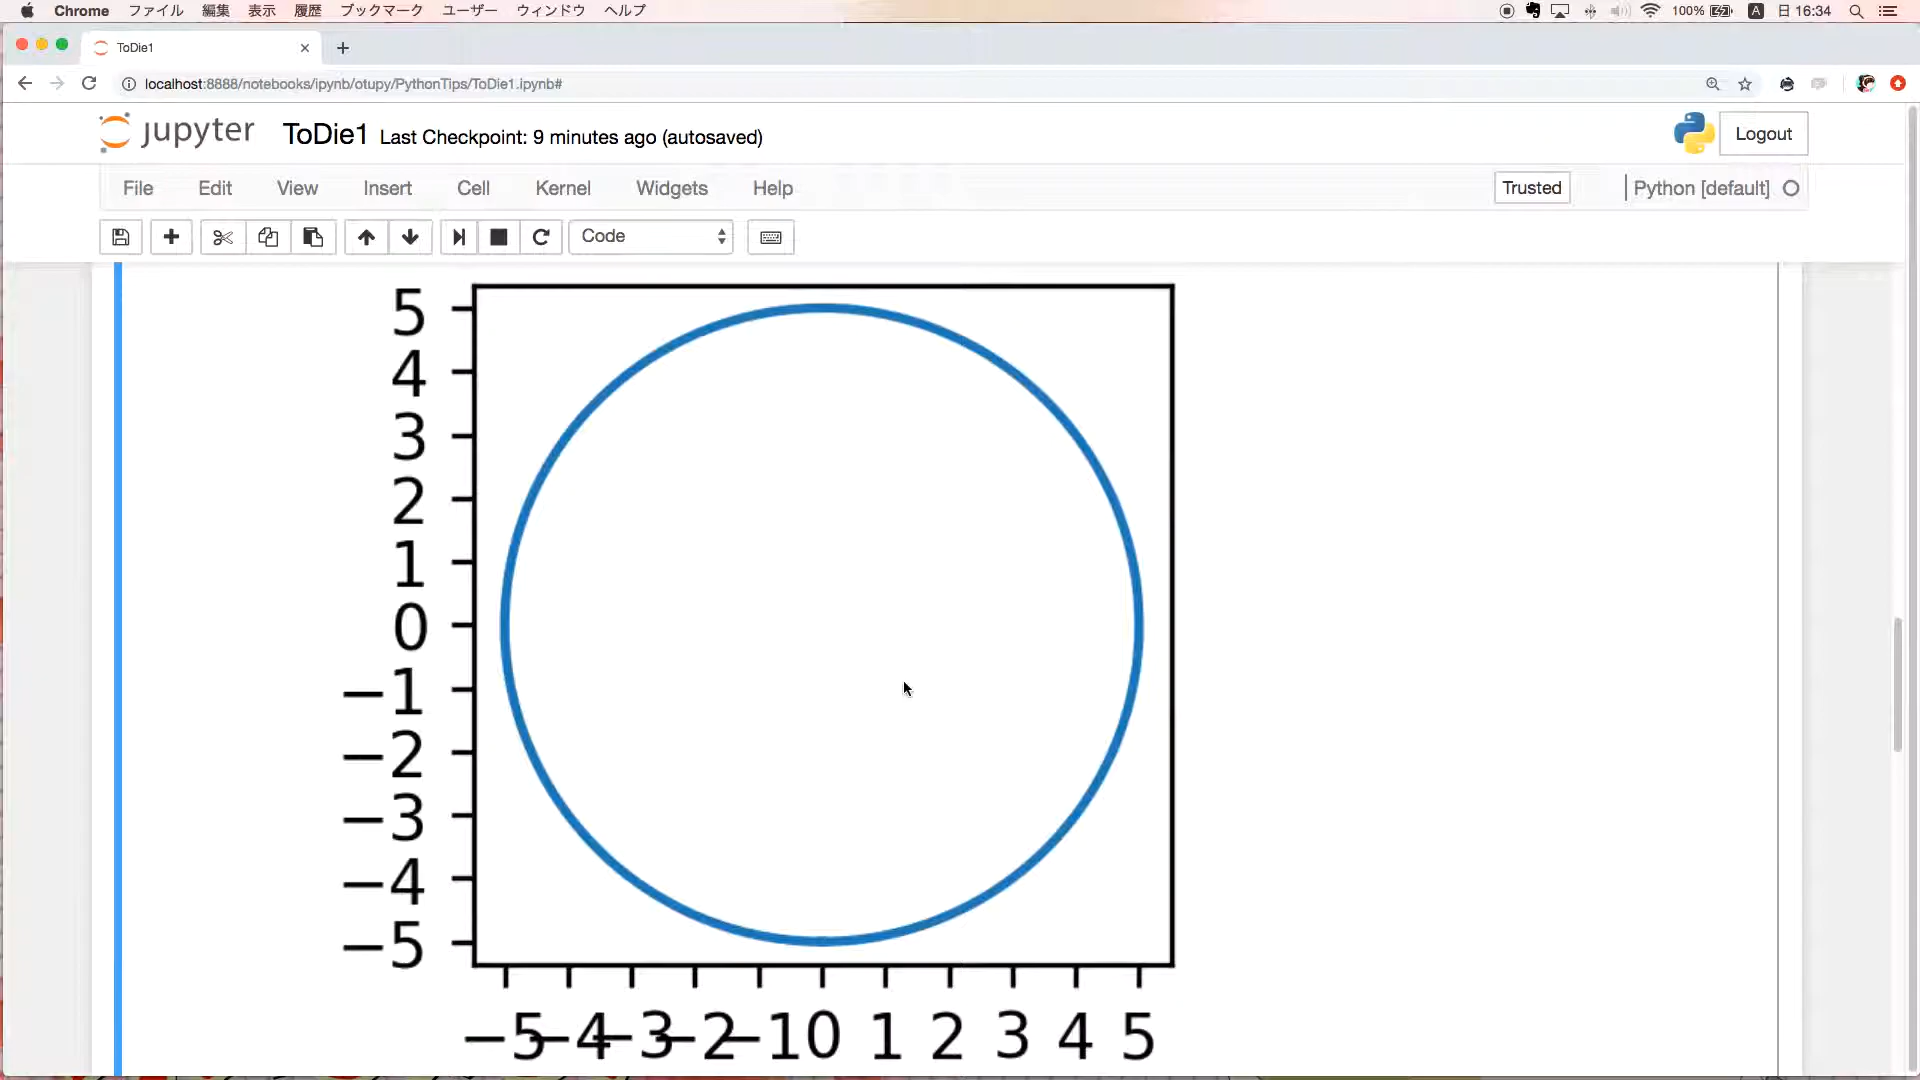 Chrome ファイル 編集 表示 履歴 ブックマーク ユーザー ウィンドウ ヘルプ 100% A 日 16:34
ToDie1
localhost:8888/notebooks/ipynb/otupy/PythonTips/ToDie1.ipynb#
jupyter ToDie1 Last Checkpoint: 9 minutes ago (autosaved) Logout
File Edit View Insert Cell Kernel Widgets Help Trusted Python [default]
Code
5
4
3
2
1
0
−1
−2
−3
−4
−5
−5 −4 −3 −2 −1 0 1 2 3 4 5